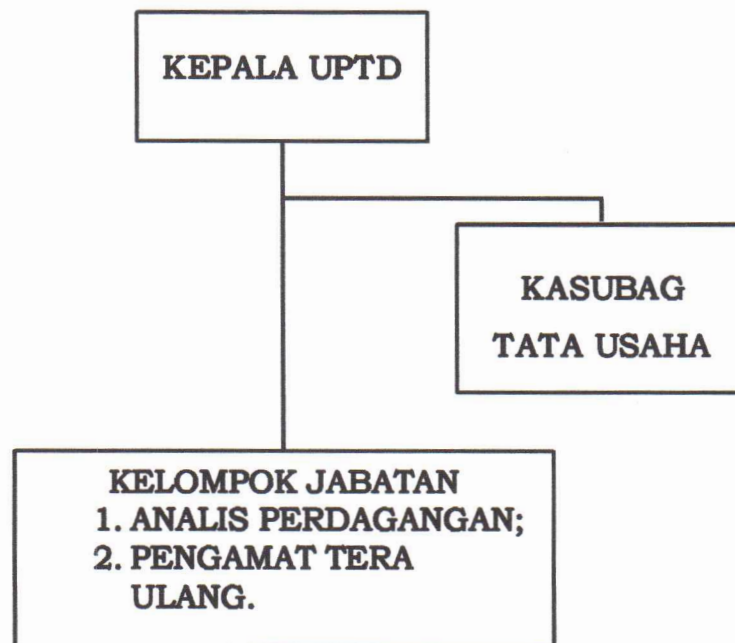 KEPALA UPTD
KASUBAG
TATA USAHA
KELOMPOK JABATAN
1. ANALIS PERDAGANGAN;
2. PENGAMAT TERA
ULANG.